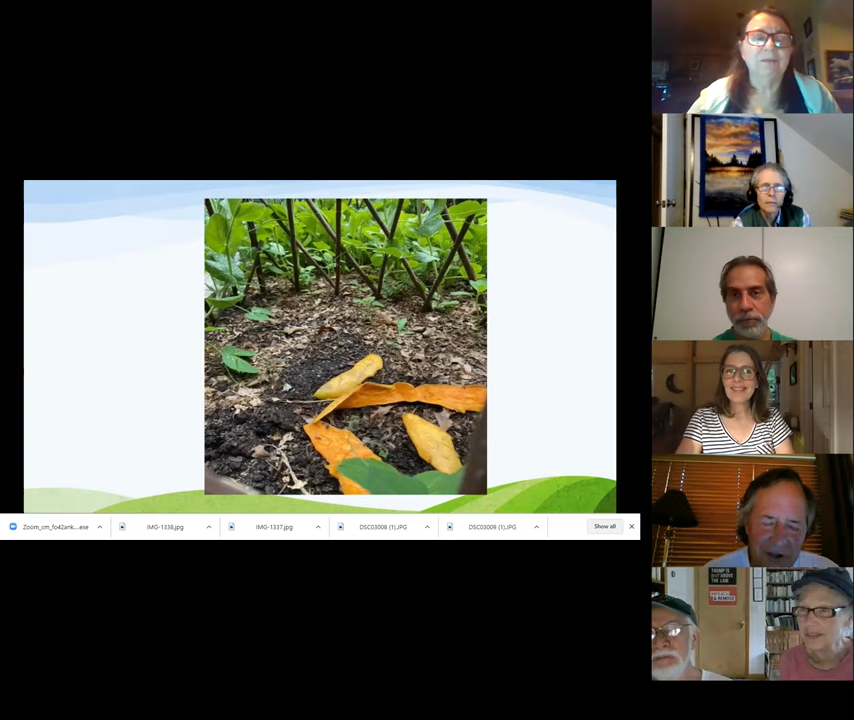 Zoom_cm_fo42ank....exe
IMG-1338.jpg
IMG-1337.jpg
DSC03008 (1).JPG
DSC03009 (1).JPG
Show all
TRUMP IS
NOT ABOVE
THE LAW
& REMOVE